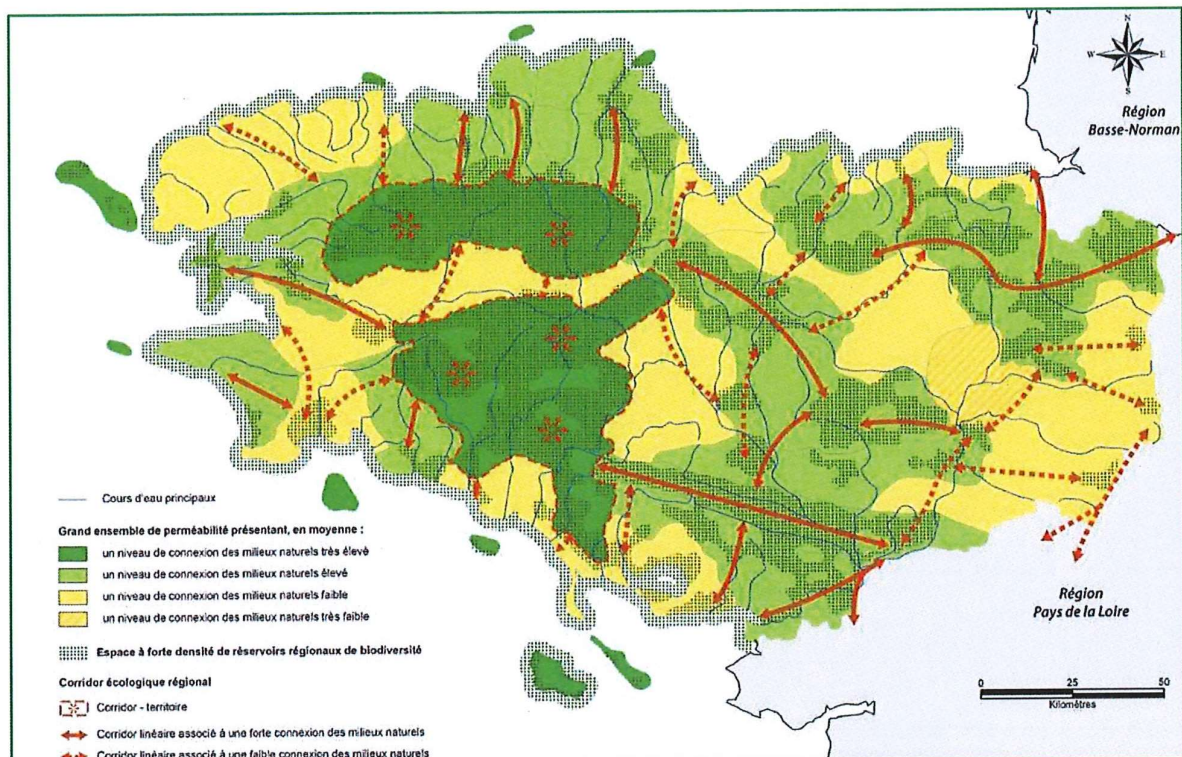 N
W
E
S
Région
Basse-Norman
Cours d'eau principaux
Grand ensemble de perméabilité présentant, en moyenne :
un niveau de connexion des milieux naturels très élevé
un niveau de connexion des milieux naturels élevé
un niveau de connexion des milieux naturels faible
un niveau de connexion des milieux naturels très faible
Espace à forte densité de réservoirs régionaux de biodiversité
Corridor écologique régional
Corridor - territoire
Corridor linéaire associé à une forte connexion des milieux naturels
Corridor linéaire associé à une faible connexion des milieux naturels
Région
Pays de la Loire
0 25 50
Kilomètres